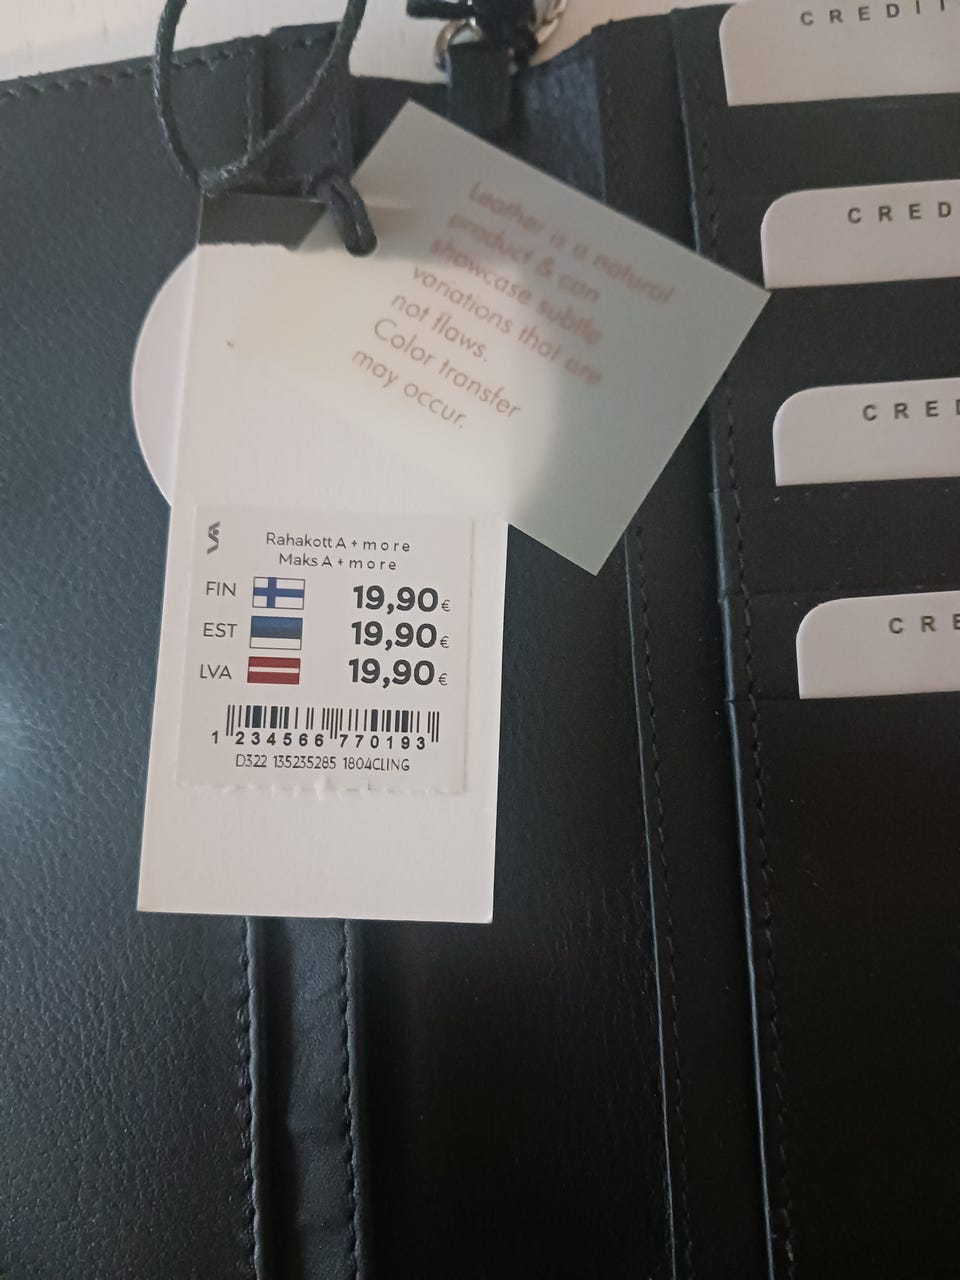 CREDIT
CRED
CRED
CRE
Leather is a natural
product & can
showcase subtle
variations that are
not flaws.
Color transfer
may occur.
Rahakott A + more
Maks A + more
FIN 19,90€
EST 19,90€
LVA 19,90€
1 234566 770193
D322 135235285 1804CLING